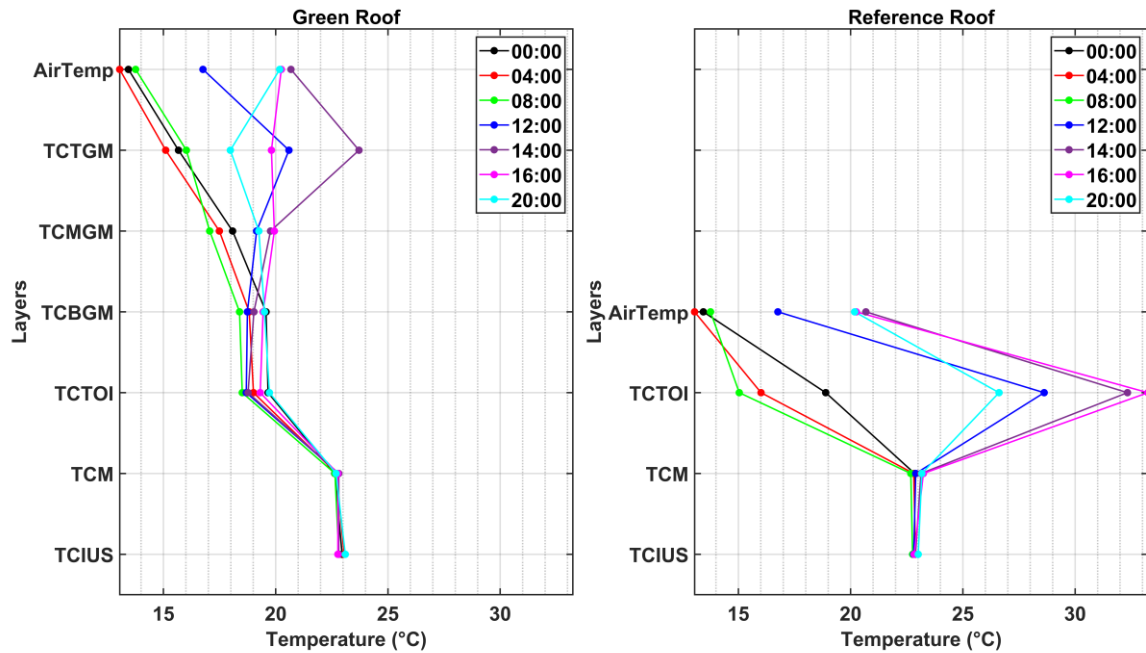 Green Roof
00:00
04:00
08:00
12:00
14:00
16:00
20:00
AirTemp
TCTGM
TCMGM
TCBGM
TCTOI
TCM
TCIUS
Layers
15
20
25
30
Temperature (°C)
Reference Roof
00:00
04:00
08:00
12:00
14:00
16:00
20:00
AirTemp
TCTOI
TCM
TCIUS
Layers
15
20
25
30
Temperature (°C)